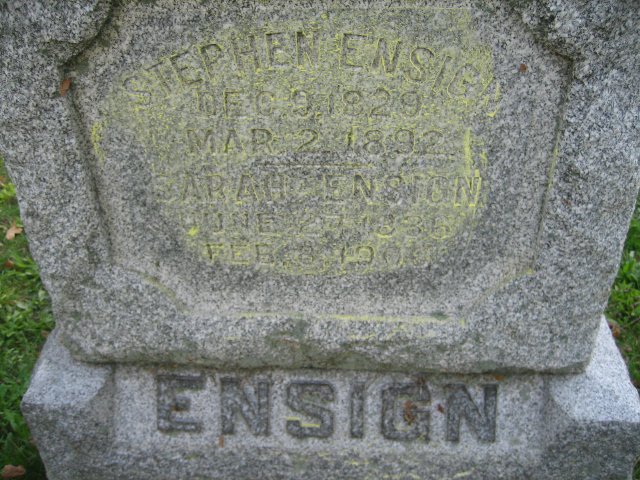 STEPHEN ENSIGN
DEC. 9, 1829
MAR. 2, 1892
SARAH ENSIGN
JUNE
FEB.
ENSIGN